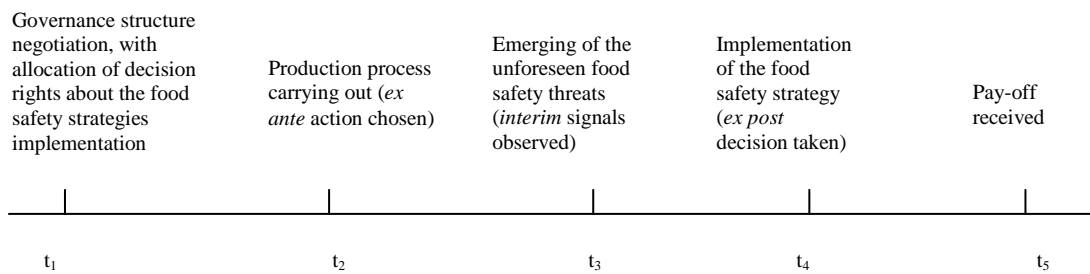 Governance structure
negotiation, with
allocation of decision
rights about the food
safety strategies
implementation
Production process
carrying out (ex
ante action chosen)
Emerging of the
unforeseen food
safety threats
(interim signals
observed)
Implementation
of the food
safety strategy
(ex post
decision taken)
Pay-off
received
t1
t2
t3
t4
t5